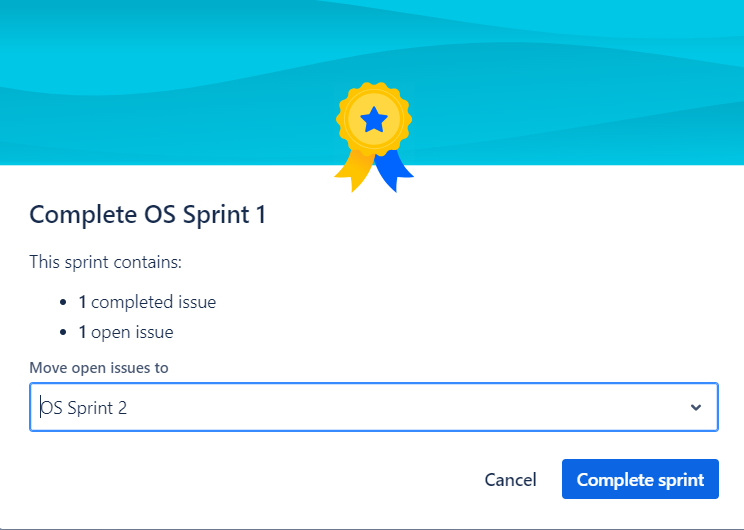 Complete OS Sprint 1
This sprint contains:
1 completed issue
1 open issue
Move open issues to
OS Sprint 2
Cancel
Complete sprint